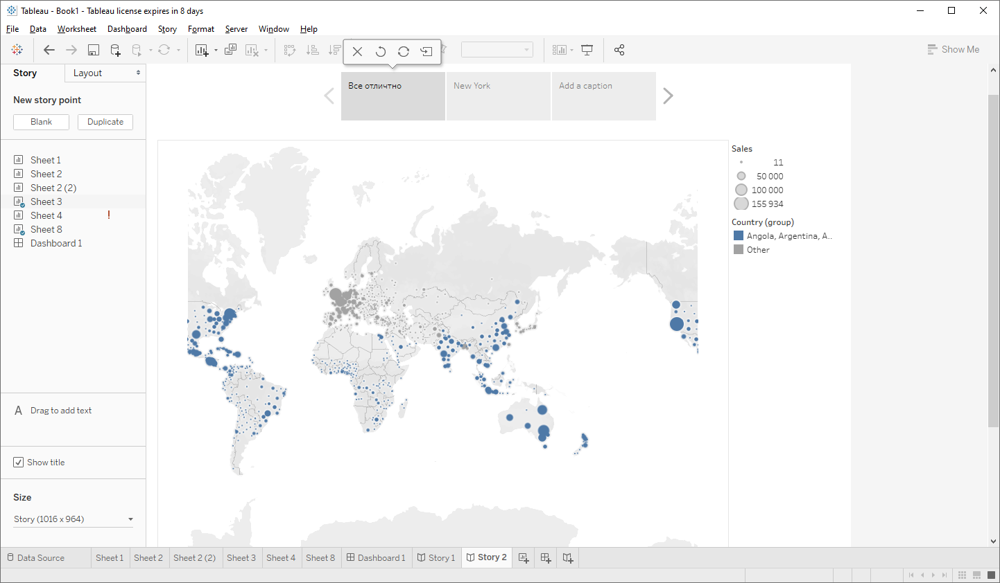 Tableau - Book1 - Tableau license expires in 8 days
File Data Worksheet Dashboard Story Format Server Window Help
Show Me
Story Layout
New story point
Blank Duplicate
Sheet 1
Sheet 2
Sheet 2 (2)
Sheet 3
Sheet 4 !
Sheet 8
Dashboard 1
A Drag to add text
Show title
Size
Story (1016 x 964)
Все отличтно
New York
Add a caption
Sales
11
50 000
100 000
155 934
Country (group)
Angola, Argentina, A..
Other
Data Source Sheet 1 Sheet 2 Sheet 2 (2) Sheet 3 Sheet 4 Sheet 8 Dashboard 1 Story 1 Story 2